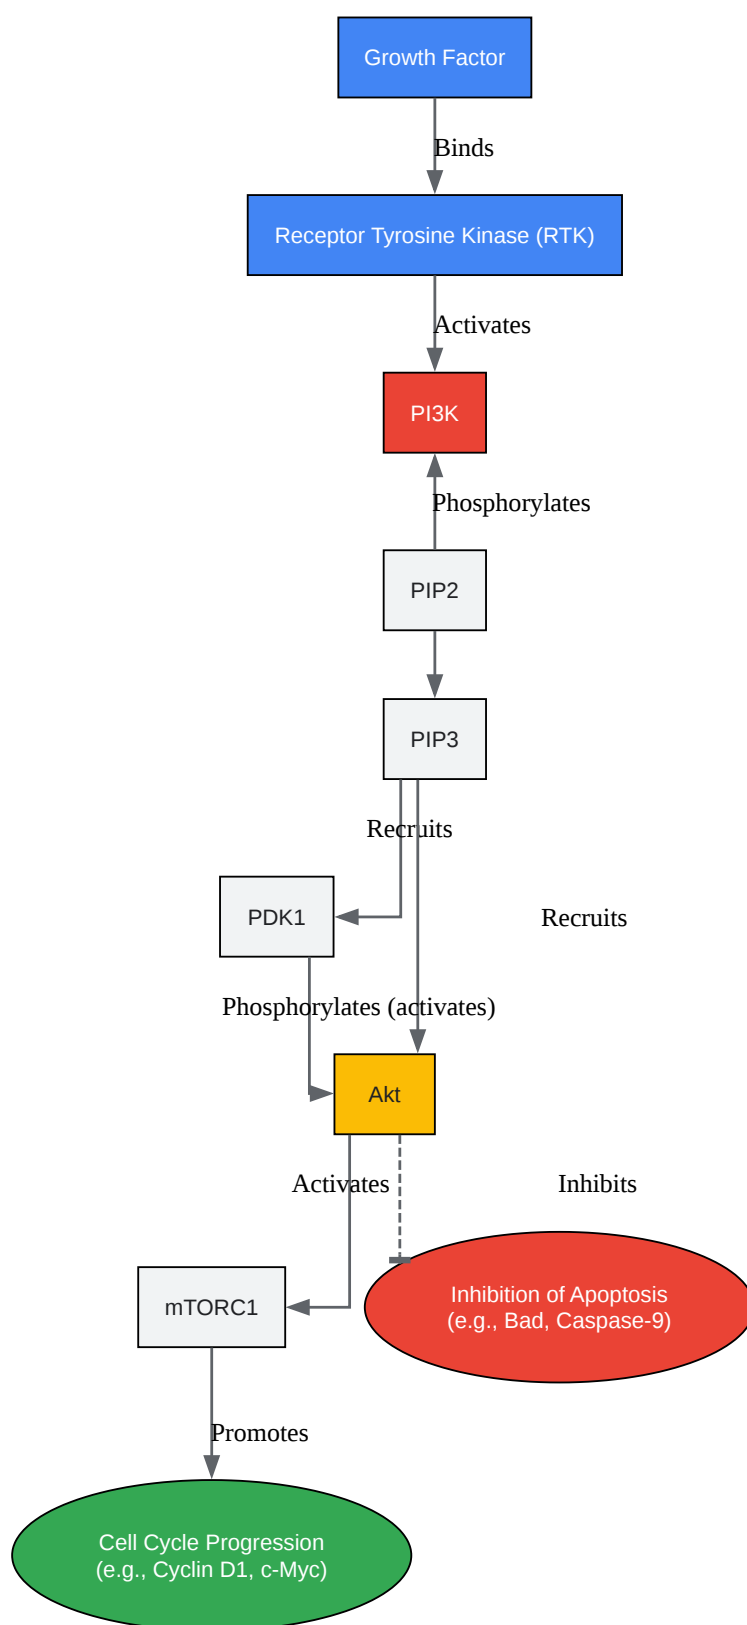 Growth Factor
Binds
Receptor Tyrosine Kinase (RTK)
Activates
PI3K
Phosphorylates
PIP2
PIP3
Recruits
PDK1
Recruits
Phosphorylates (activates)
Akt
Activates
Inhibits
Inhibition of Apoptosis
(e.g., Bad, Caspase-9)
mTORC1
Promotes
Cell Cycle Progression
(e.g., Cyclin D1, c-Myc)